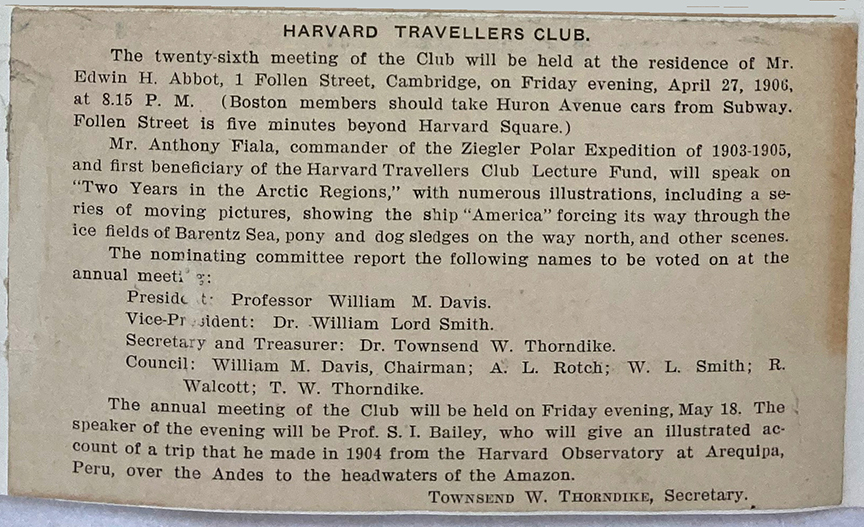 HARVARD TRAVELLERS CLUB.
The twenty-sixth meeting of the Club will be held at the residence of Mr.
Edwin H. Abbot, 1 Follen Street, Cambridge, on Friday evening, April 27, 1906,
at 8.15 P. M. (Boston members should take Huron Avenue cars from Subway.
Follen Street is five minutes beyond Harvard Square.)
Mr. Anthony Fiala, commander of the Ziegler Polar Expedition of 1903-1905,
and first beneficiary of the Harvard Travellers Club Lecture Fund, will speak on
“Two Years in the Arctic Regions,” with numerous illustrations, including a se-
ries of moving pictures, showing the ship “America” forcing its way through the
ice fields of Barentz Sea, pony and dog sledges on the way north, and other scenes.
The nominating committee report the following names to be voted on at the
annual meeting:
President: Professor William M. Davis.
Vice-President: Dr. William Lord Smith.
Secretary and Treasurer: Dr. Townsend W. Thorndike.
Council: William M. Davis, Chairman; A. L. Rotch; W. L. Smith; R.
Walcott; T. W. Thorndike.
The annual meeting of the Club will be held on Friday evening, May 18. The
speaker of the evening will be Prof. S. I. Bailey, who will give an illustrated ac-
count of a trip that he made in 1904 from the Harvard Observatory at Arequipa,
Peru, over the Andes to the headwaters of the Amazon.
TOWNSEND W. THORNDIKE, Secretary.